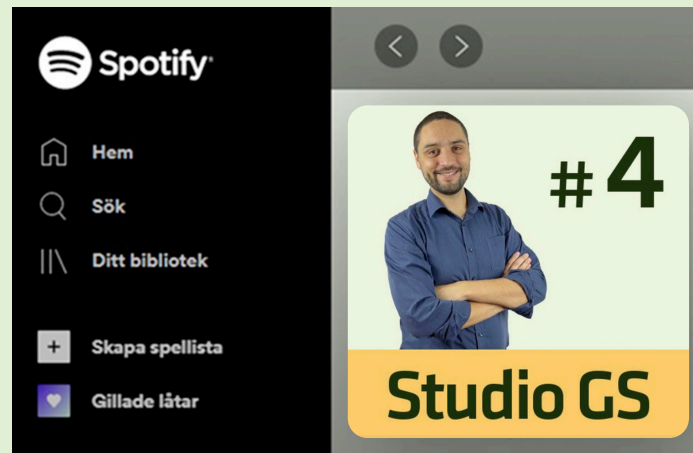 Spotify
Hem
Sök
Ditt bibliotek
Skapa spellista
Gillade låtar
#4
Studio GS